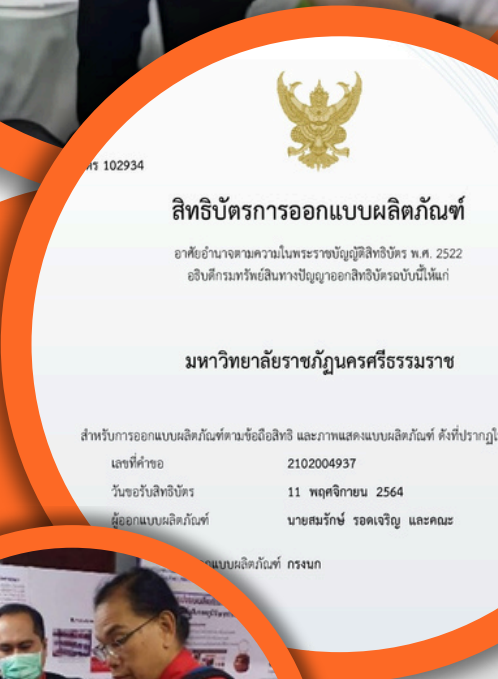 102934
สิทธิบัตรการออกแบบผลิตภัณฑ์
อาศัยอำนาจตามความในพระราชบัญญัติสิทธิบัตร พ.ศ. 2522
อธิบดีกรมทรัพย์สินทางปัญญาออกสิทธิบัตรฉบับนี้ให้แก่
มหาวิทยาลัยราชภัฏนครศรีธรรมราช
สำหรับการออกแบบผลิตภัณฑ์ตามข้อถือสิทธิ และภาพแสดงแบบผลิตภัณฑ์ ดังที่ปรากฏ
เลขที่คำขอ 2102004937
วันขอรับสิทธิบัตร 11 พฤศจิกายน 2564
ผู้ออกแบบผลิตภัณฑ์ นายสมรักษ์ รอดเจริญ และคณะ
ออกแบบผลิตภัณฑ์ กรงนก